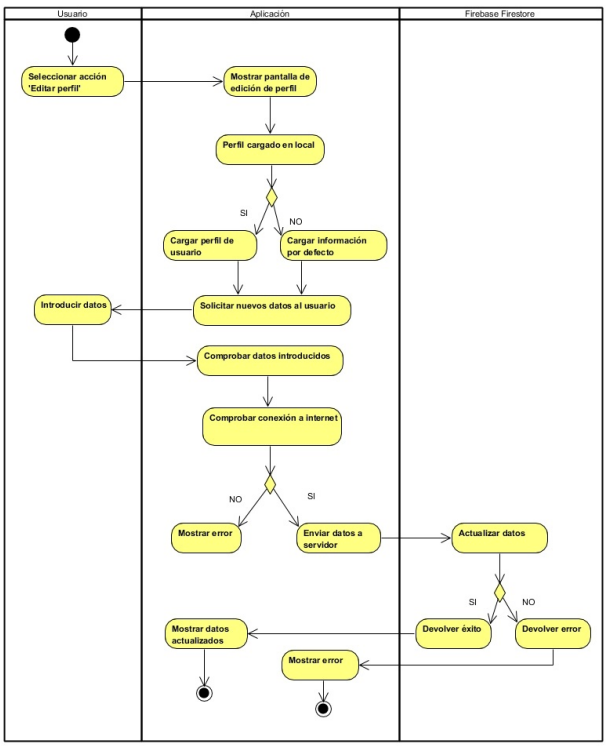 Usuario
Aplicación
Firebase Firestore
Seleccionar acción
'Editar perfil'
Mostrar pantalla de
edición de perfil
Perfil cargado en local
SI
NO
Cargar perfil de
usuario
Cargar información
por defecto
Introducir datos
Solicitar nuevos datos al usuario
Comprobar datos introducidos
Comprobar conexión a internet
NO
SI
Mostrar error
Enviar datos a
servidor
Actualizar datos
SI
NO
Mostrar datos
actualizados
Devolver éxito
Devolver error
Mostrar error